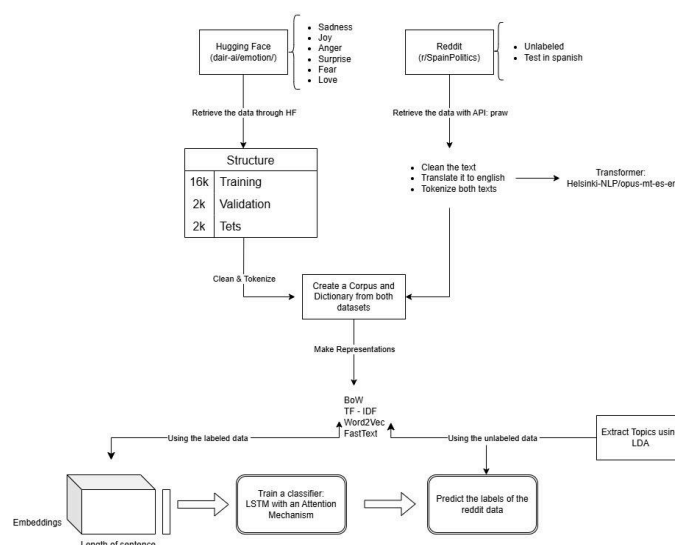 Hugging Face
(dair-ai/emotion/)
Sadness
Joy
Anger
Surprise
Fear
Love
Reddit
(r/SpainPolitics)
Unlabeled
Test in spanish
Retrieve the data through HF
Retrieve the data with API: praw
Structure
16k Training
2k Validation
2k Tets
Clean the text
Translate it to english
Tokenize both texts
Transformer:
Helsinki-NLP/opus-mt-es-en
Clean & Tokenize
Create a Corpus and
Dictionary from both
datasets
Make Representations
BoW
TF - IDF
Word2Vec
FastText
Using the labeled data
Using the unlabeled data
Extract Topics using
LDA
Embeddings
Length of sentence
Train a classifier:
LSTM with an Attention
Mechanism
Predict the labels of the
reddit data